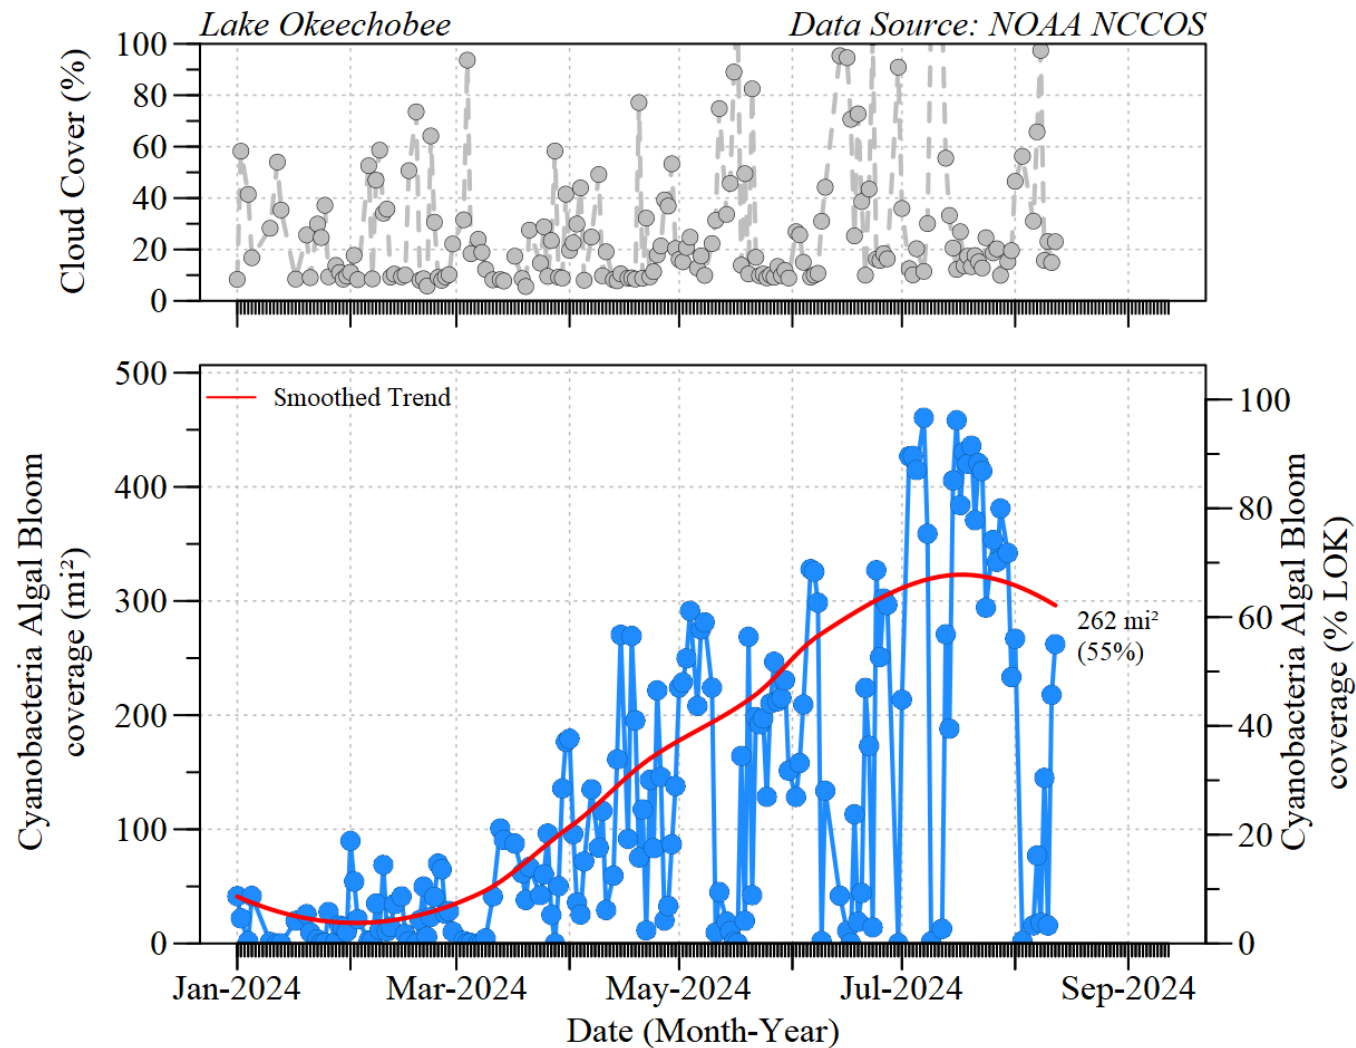 Lake Okeechobee
Data Source: NOAA NCCOS
Cloud Cover (%)
100
80
60
40
20
0
Cyanobacteria Algal Bloom
coverage (mi²)
500
400
300
200
100
0
Smoothed Trend
262 mi²
(55%)
100
80
60
40
20
0
Cyanobacteria Algal Bloom
coverage (% LOK)
Jan-2024
Mar-2024
May-2024
Jul-2024
Sep-2024
Date (Month-Year)